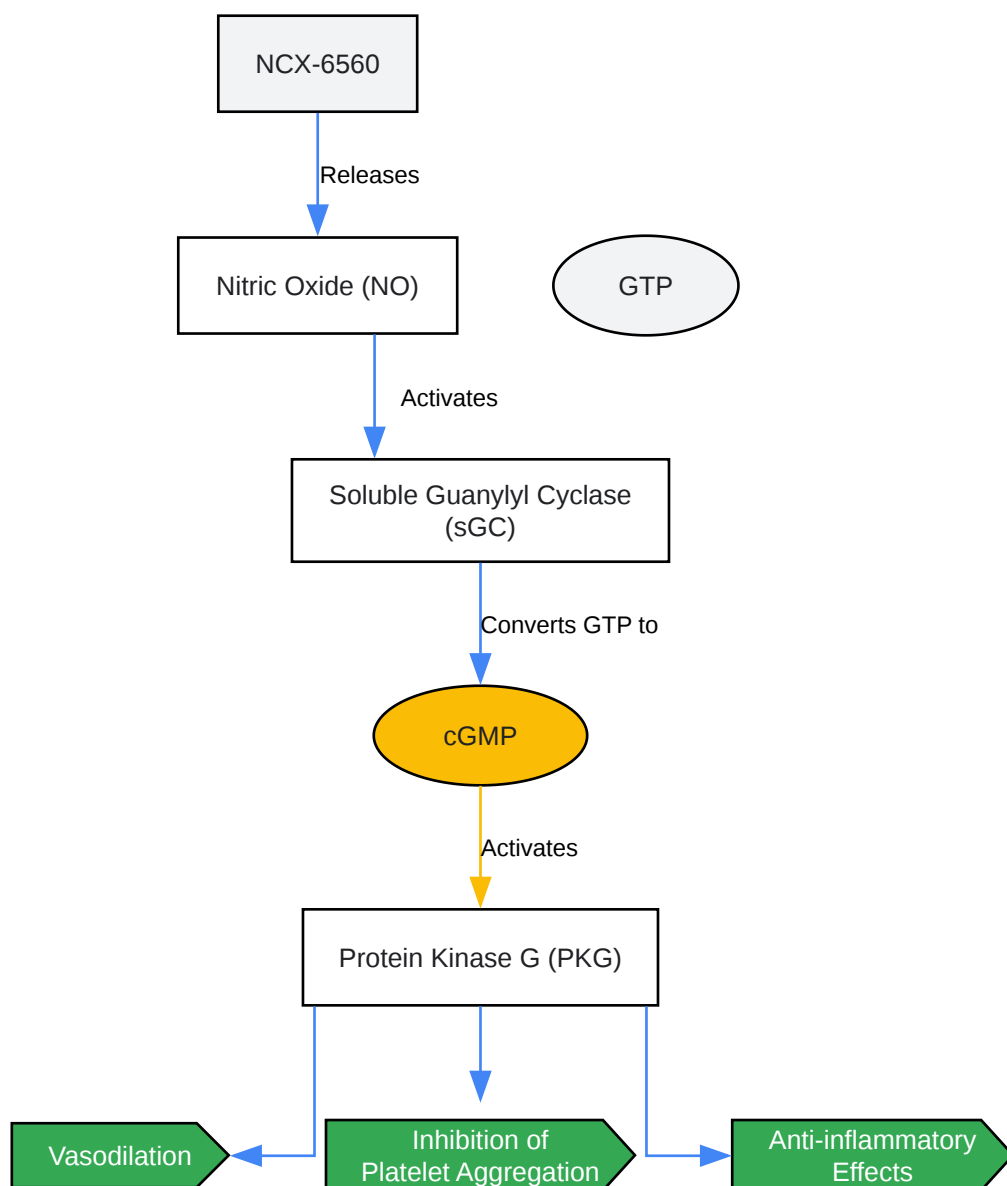 NCX-6560
Releases
Nitric Oxide (NO)
GTP
Activates
Soluble Guanylyl Cyclase
(sGC)
Converts GTP to
cGMP
Activates
Protein Kinase G (PKG)
Vasodilation
Inhibition of
Platelet Aggregation
Anti-inflammatory
Effects